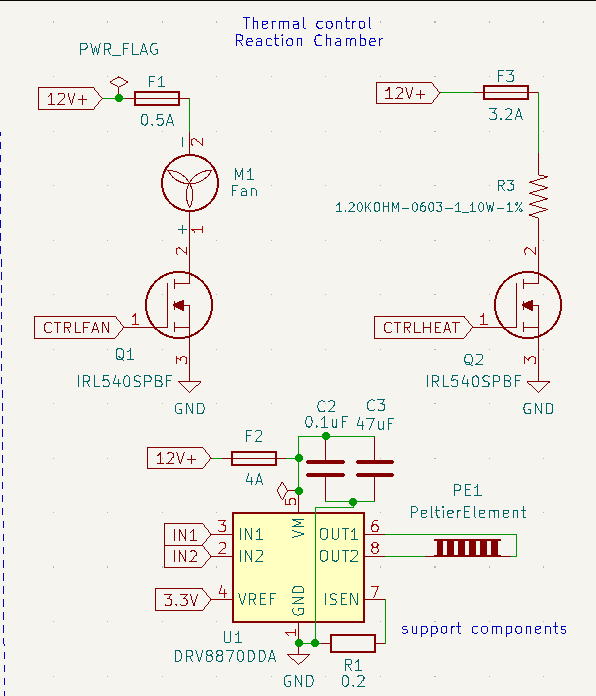 Thermal control
Reaction Chamber
PWR_FLAG
12V+
F1
0.5A
2
−
M1
Fan
+
1
2
CTRLFAN
1
Q1
3
IRL540SPBF
GND
12V+
F3
3.2A
R3
1.20KOHM-0603-1_10W-1%
2
CTRLHEAT
1
Q2
3
IRL540SPBF
GND
C2
0.1uF
C3
47uF
12V+
F2
4A
5
VM
IN1
3
IN1
OUT1
6
IN2
2
IN2
OUT2
8
PE1
PeltierElement
3.3V
4
VREF
GND
ISEN
7
1
U1
DRV8870DDA
GND
R1
0.2
support components